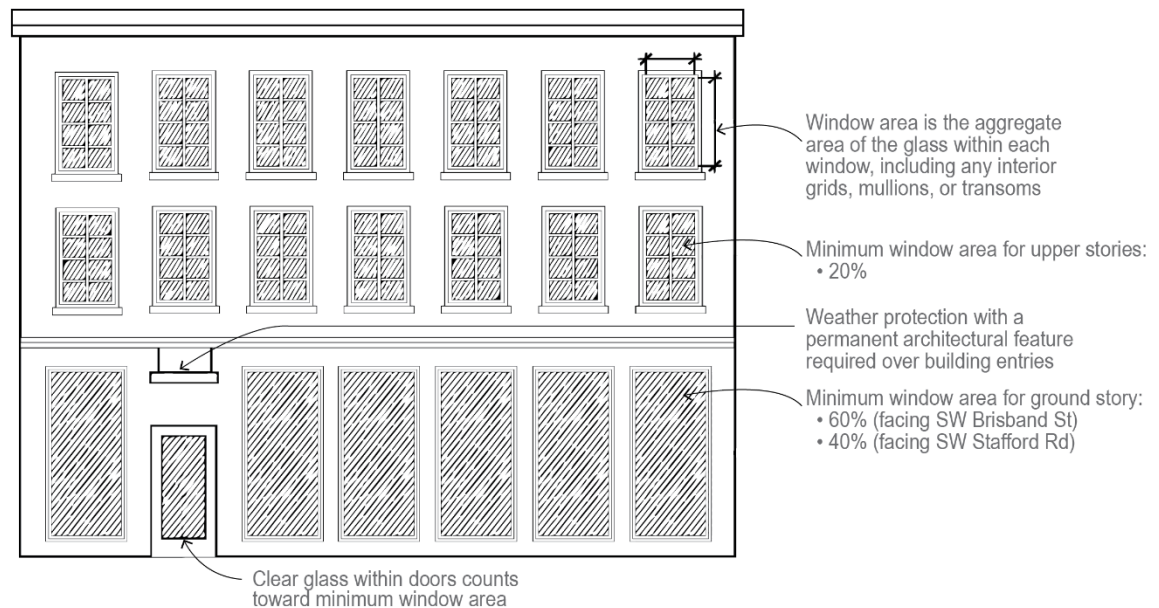 Window area is the aggregate
area of the glass within each
window, including any interior
grids, mullions, or transoms
Minimum window area for upper stories:
• 20%
Weather protection with a
permanent architectural feature
required over building entries
Minimum window area for ground story:
• 60% (facing SW Brisband St)
• 40% (facing SW Stafford Rd)
Clear glass within doors counts
toward minimum window area